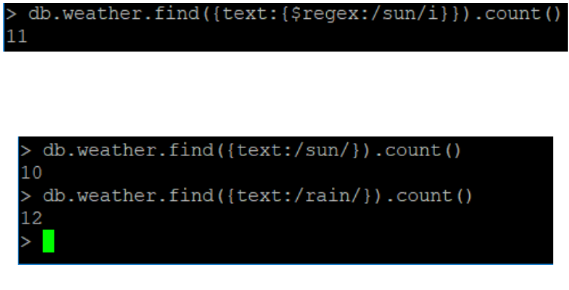 > db.weather.find({text:{$regex:/sun/i}}).count()
11
> db.weather.find({text:/sun/}).count()
10
> db.weather.find({text:/rain/}).count()
12
>